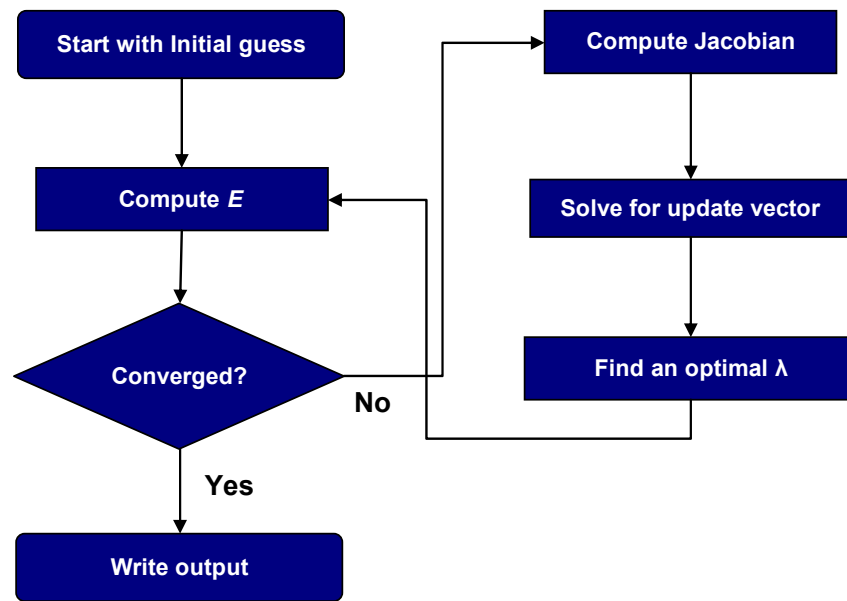 Start with Initial guess
Compute E
Converged?
No
Yes
Write output
Compute Jacobian
Solve for update vector
Find an optimal λ